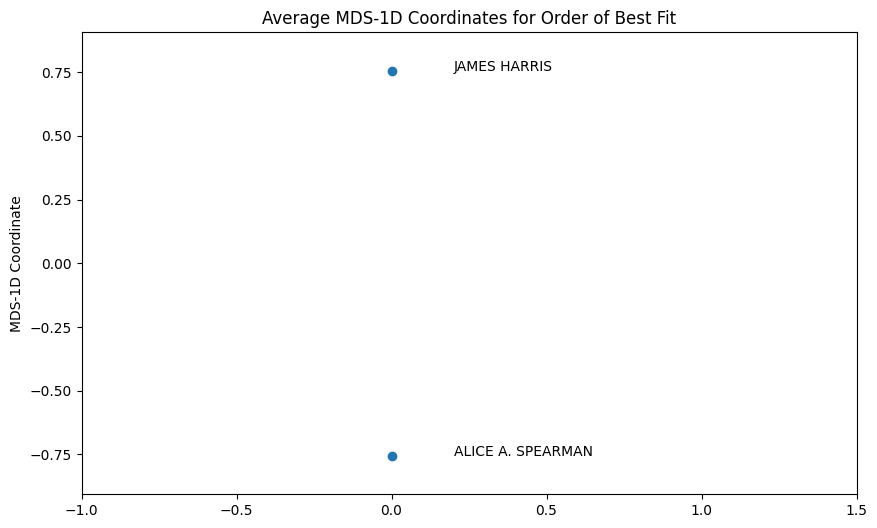 Average MDS-1D Coordinates for Order of Best Fit
MDS-1D Coordinate
0.75
0.50
0.25
0.00
−0.25
−0.50
−0.75
JAMES HARRIS
ALICE A. SPEARMAN
−1.0 −0.5 0.0 0.5 1.0 1.5